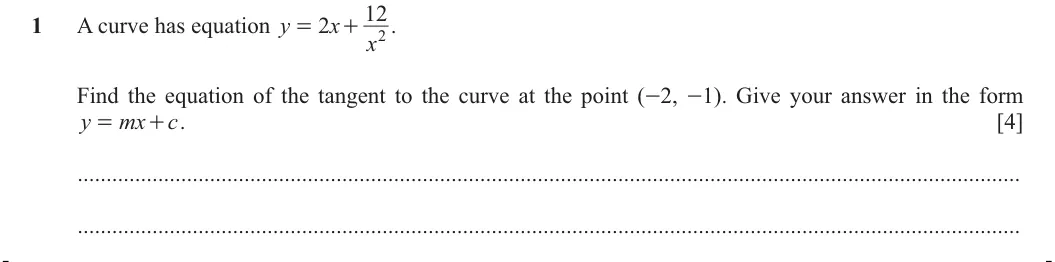 1 A curve has equation y = 2x + 12/x².
Find the equation of the tangent to the curve at the point (−2, −1). Give your answer in the form
y = mx + c. [4]